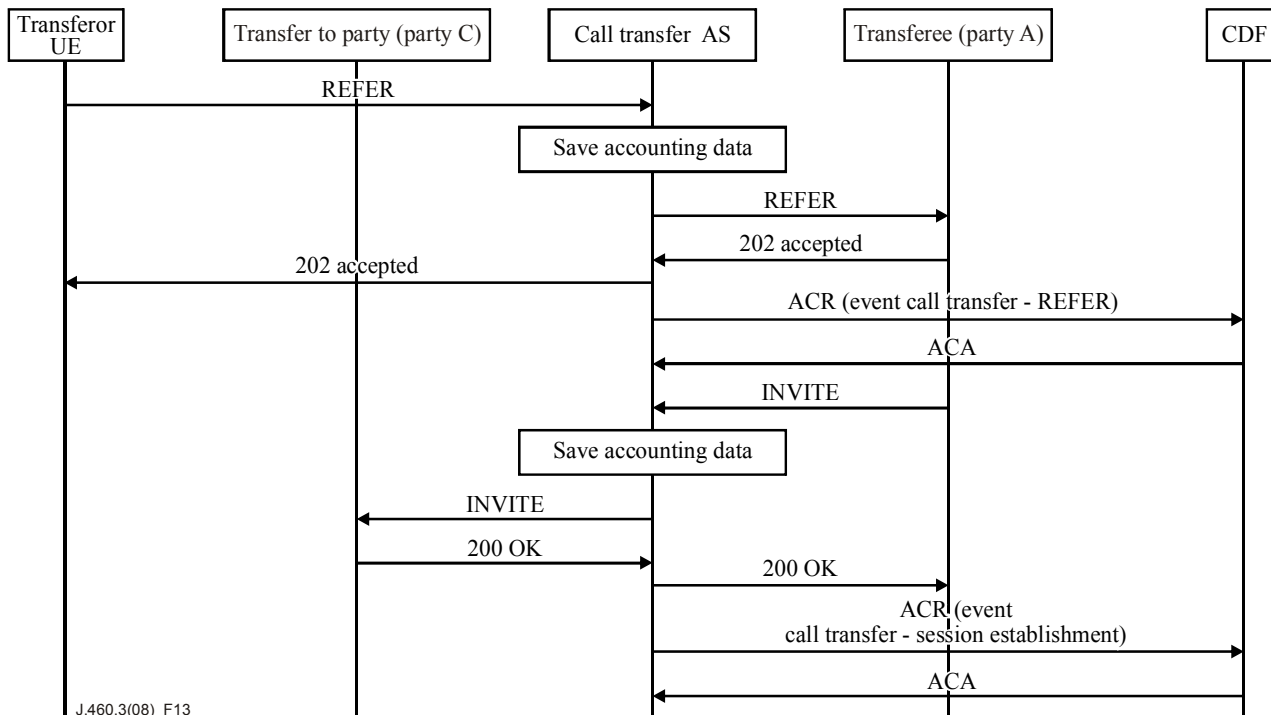 Transferor
UE
Transfer to party (party C)
Call transfer AS
Transferee (party A)
CDF
REFER
Save accounting data
REFER
202 accepted
202 accepted
ACR (event call transfer - REFER)
ACA
INVITE
Save accounting data
INVITE
200 OK
200 OK
ACR (event
call transfer - session establishment)
ACA
J.460.3(08)_F13